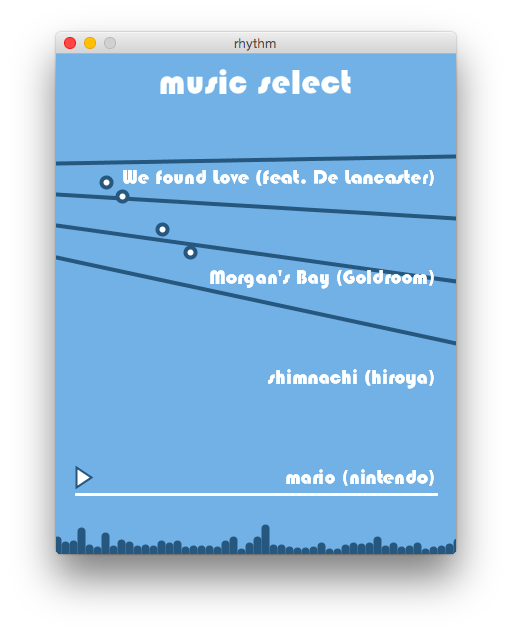 rhythm
music select
We found Love (feat. De Lancaster)
Morgan's Bay (Goldroom)
shimnachi (hiroya)
mario (nintendo)